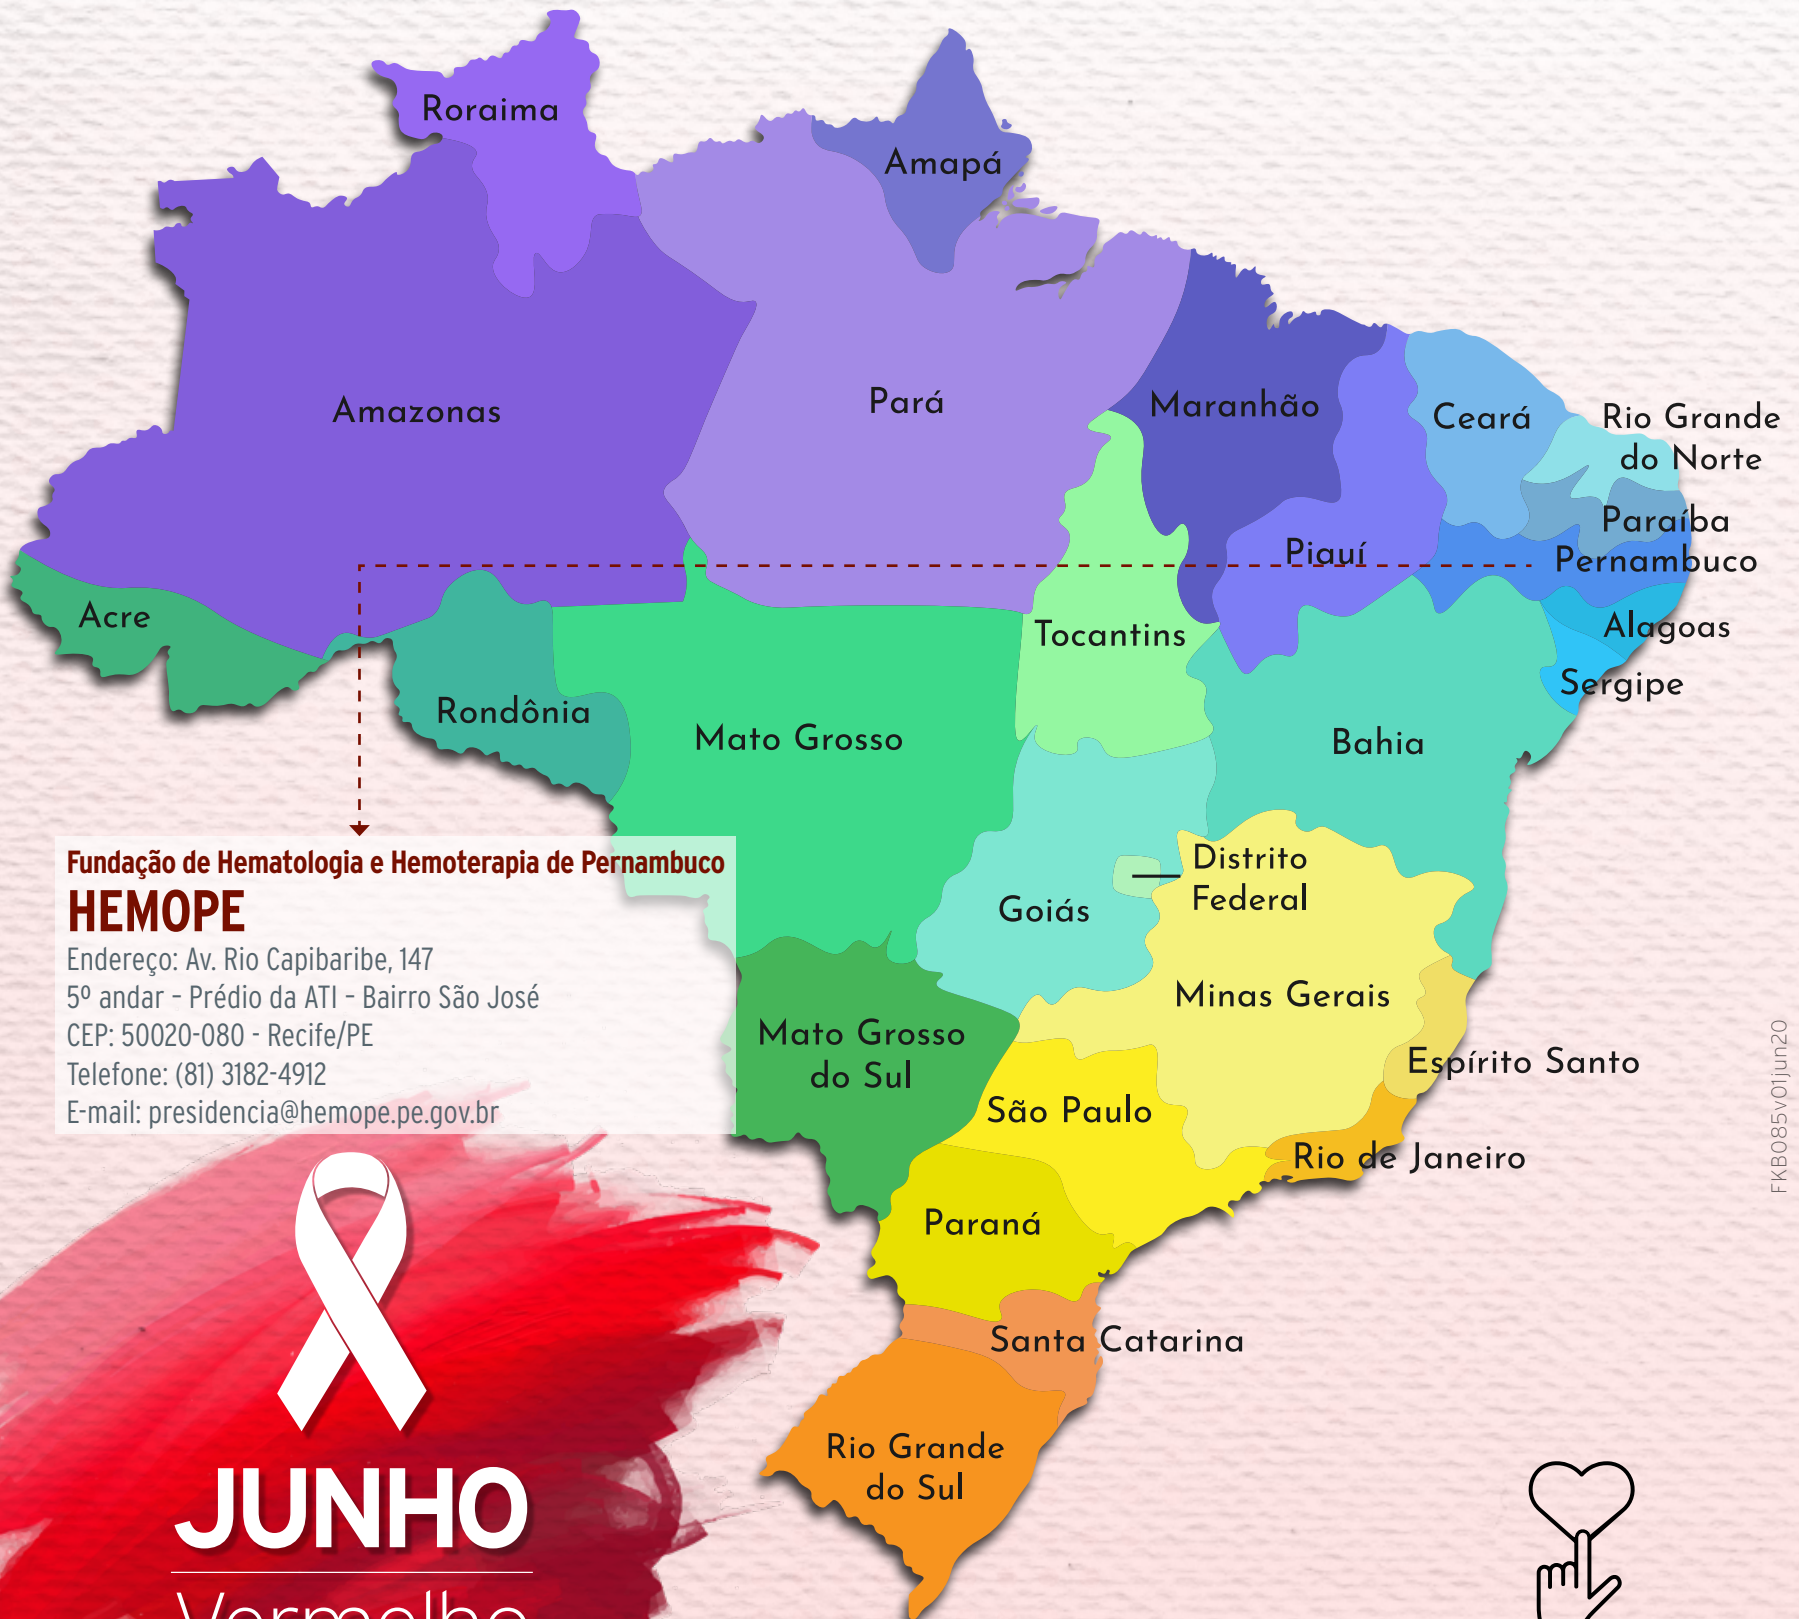 Roraima
Amapá
Amazonas
Pará
Maranhão
Ceará
Rio Grande
do Norte
Paraíba
Piauí
Pernambuco
Acre
Tocantins
Alagoas
Sergipe
Rondônia
Mato Grosso
Bahia
Distrito
Federal
Goiás
Minas Gerais
Mato Grosso
do Sul
Espírito Santo
São Paulo
Rio de Janeiro
Paraná
Santa Catarina
Rio Grande
do Sul
Fundação de Hematologia e Hemoterapia de Pernambuco
HEMOPE
Endereço: Av. Rio Capibaribe, 147
5º andar - Prédio da ATI - Bairro São José
CEP: 50020-080 - Recife/PE
Telefone: (81) 3182-4912
E-mail: presidencia@hemope.pe.gov.br
JUNHO
Vermelho
FKB085v01jun20